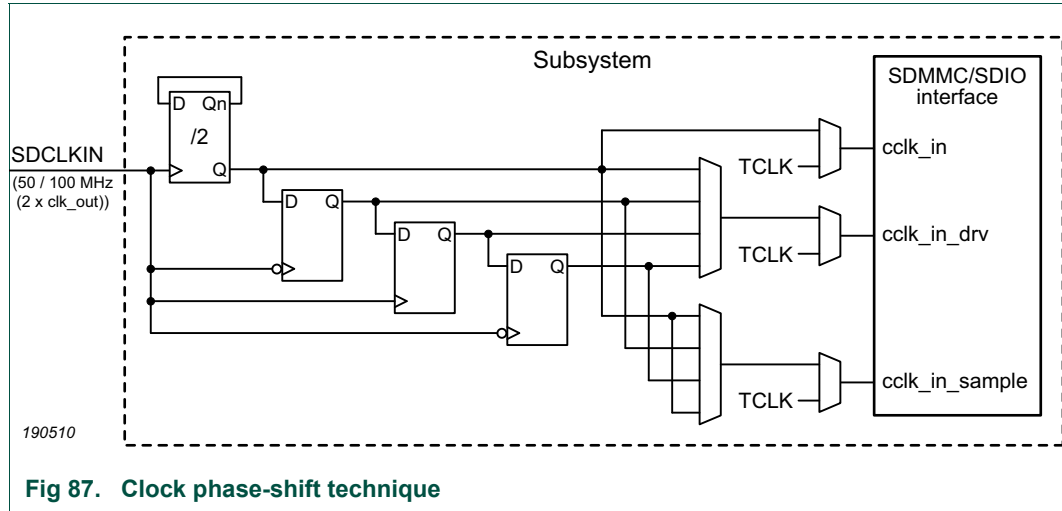 Subsystem
SDMMC/SDIO
interface
D Qn
/2
Q
SDCLKIN
(50 / 100 MHz
(2 x clk_out))
TCLK
cclk_in
D Q
D Q
D Q
TCLK
cclk_in_drv
TCLK
cclk_in_sample
190510
Fig 87. Clock phase-shift technique